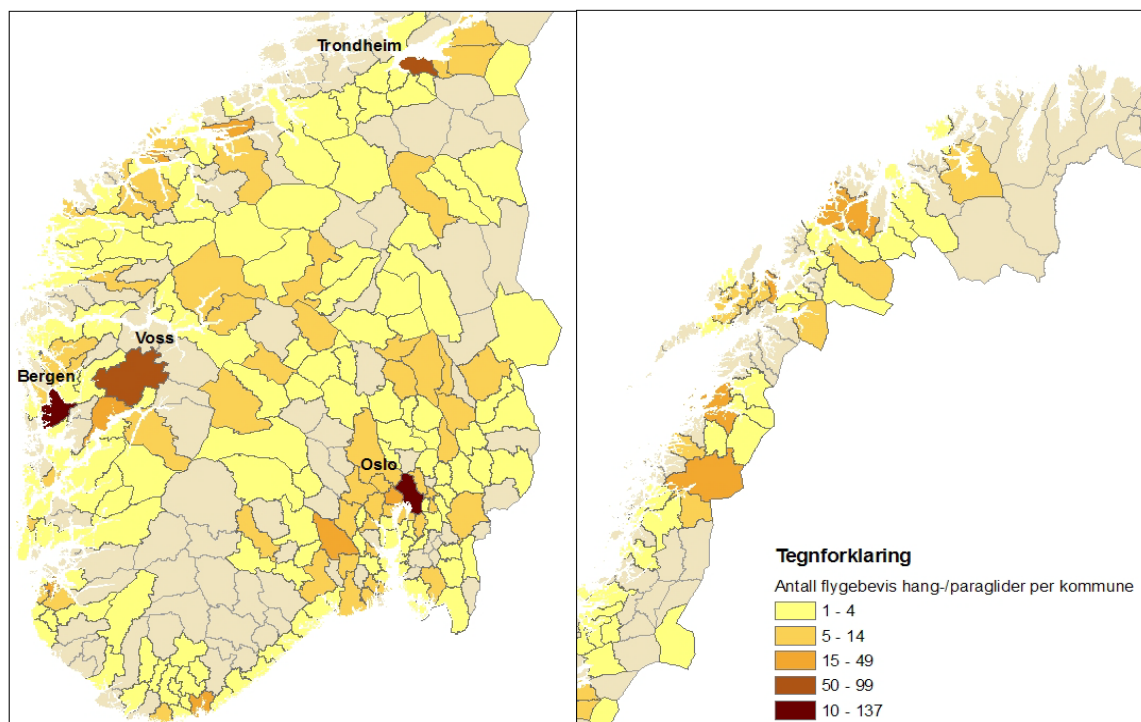 Trondheim
Voss
Bergen
Oslo
Tegnforklaring
Antall flygebevis hang-/paraglider per kommune
1 - 4
5 - 14
15 - 49
50 - 99
10 - 137